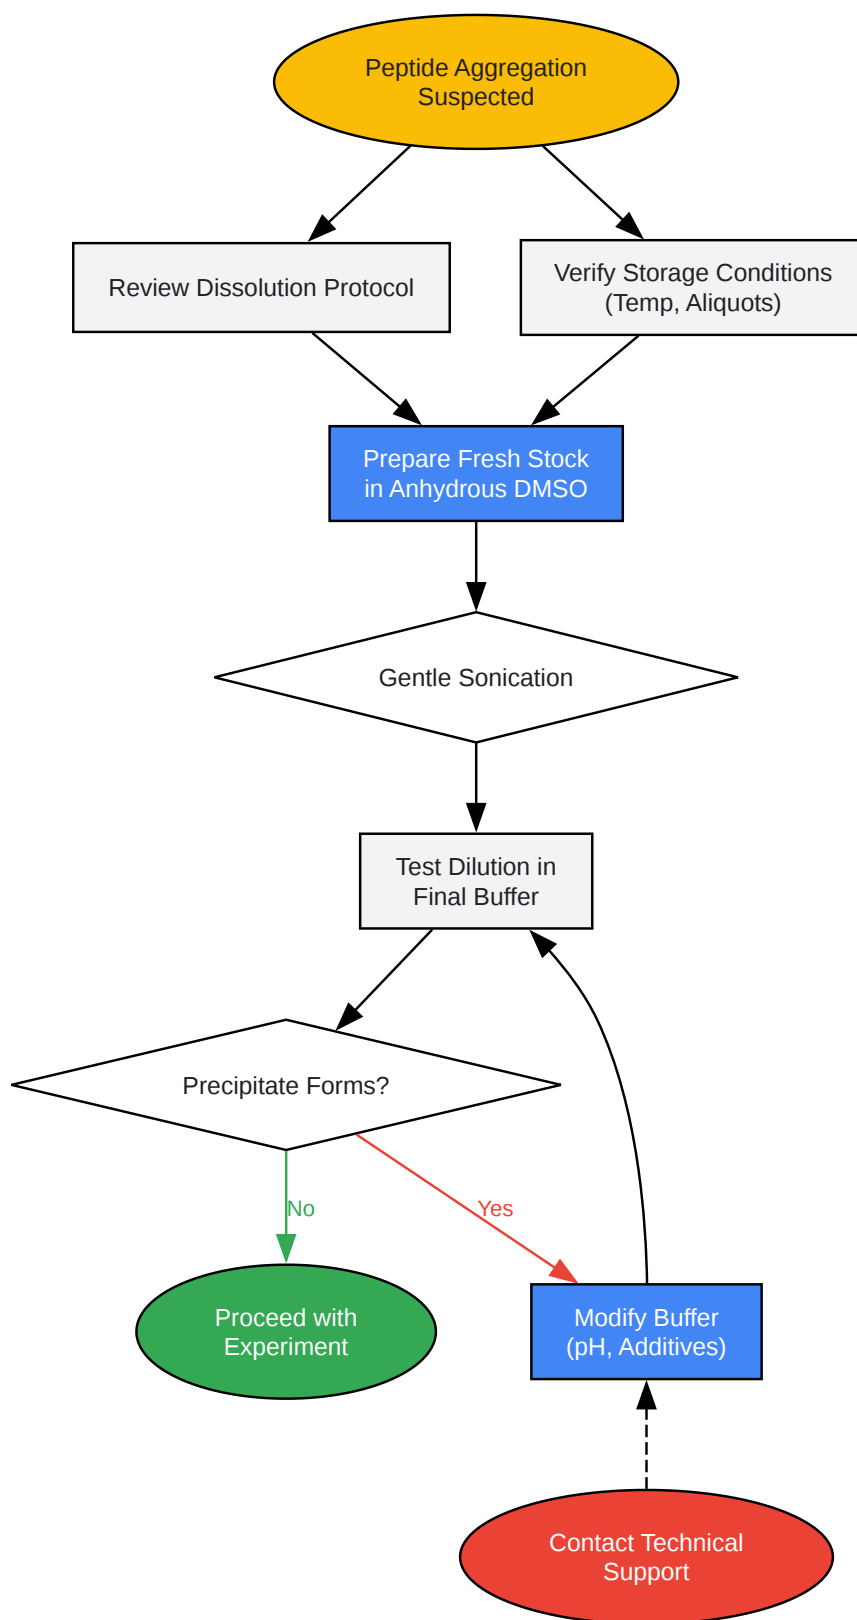 Peptide Aggregation
Suspected
Review Dissolution Protocol
Verify Storage Conditions
(Temp, Aliquots)
Prepare Fresh Stock
in Anhydrous DMSO
Gentle Sonication
Test Dilution in
Final Buffer
Precipitate Forms?
No
Yes
Proceed with
Experiment
Modify Buffer
(pH, Additives)
Contact Technical
Support